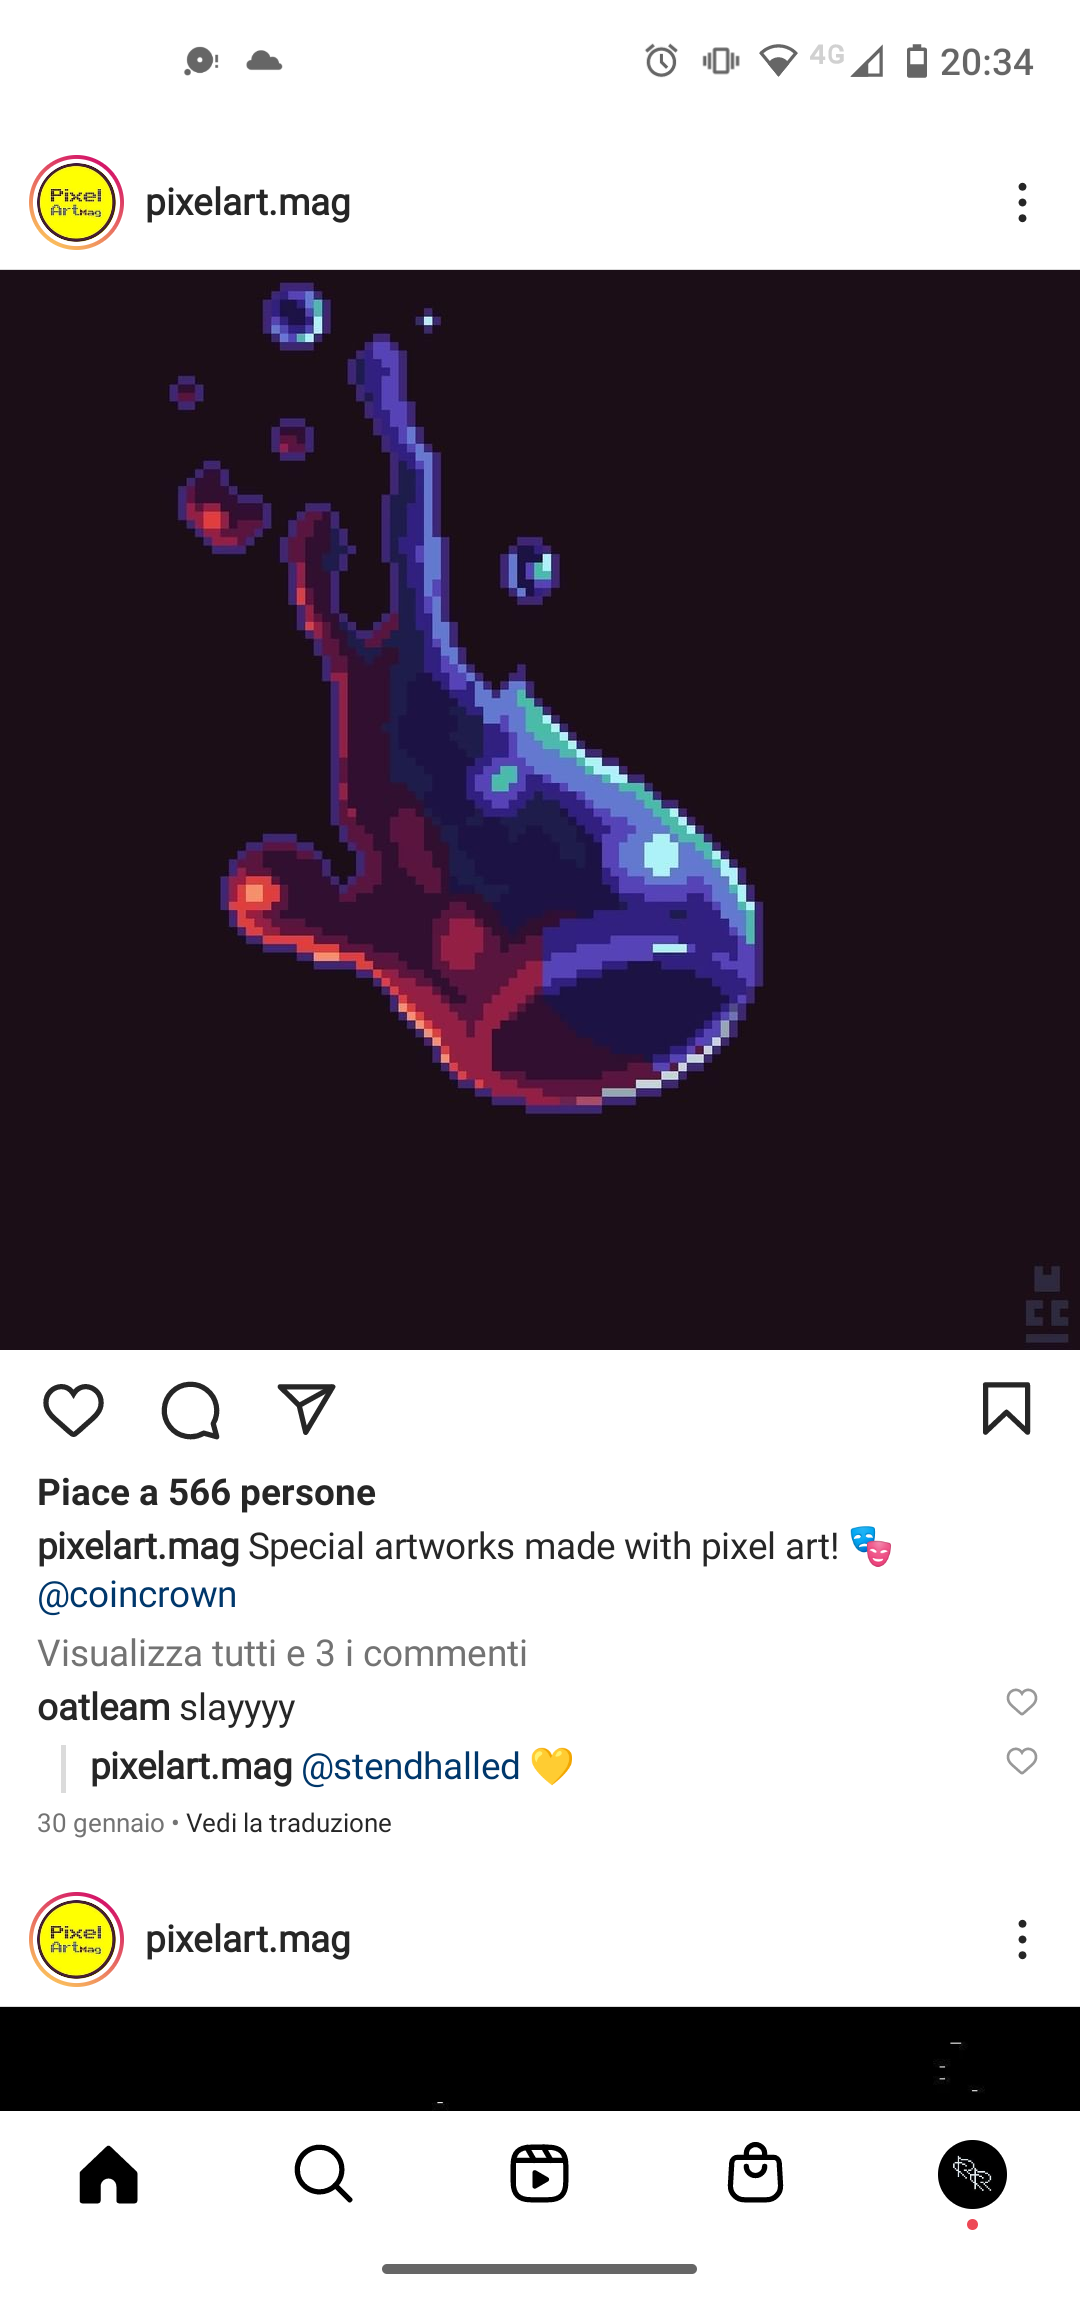 4G 20:34
Pixel
ArtMag
pixelart.mag
Piace a 566 persone
pixelart.mag Special artworks made with pixel art! 🎭
@coincrown
Visualizza tutti e 3 i commenti
oatleam slayyyy
pixelart.mag @stendhalled 💛
30 gennaio • Vedi la traduzione
Pixel
ArtMag
pixelart.mag